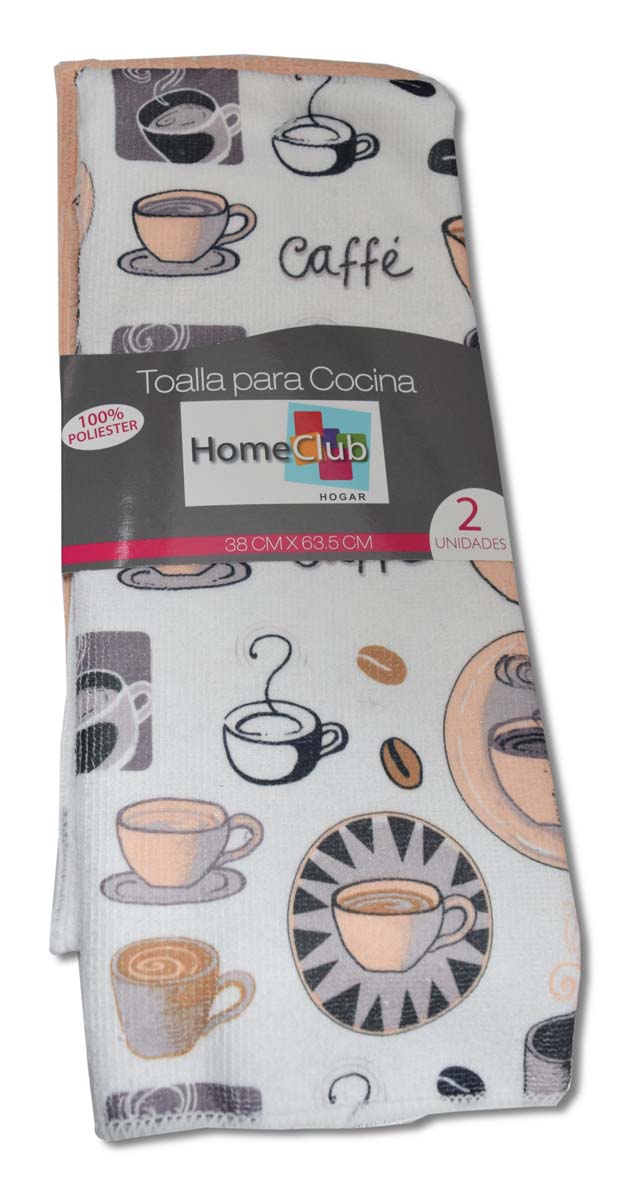 Caffé
Toalla para Cocina
100%
POLIESTER
HomeClub
HOGAR
38 CM X 63.5 CM
2
UNIDADES